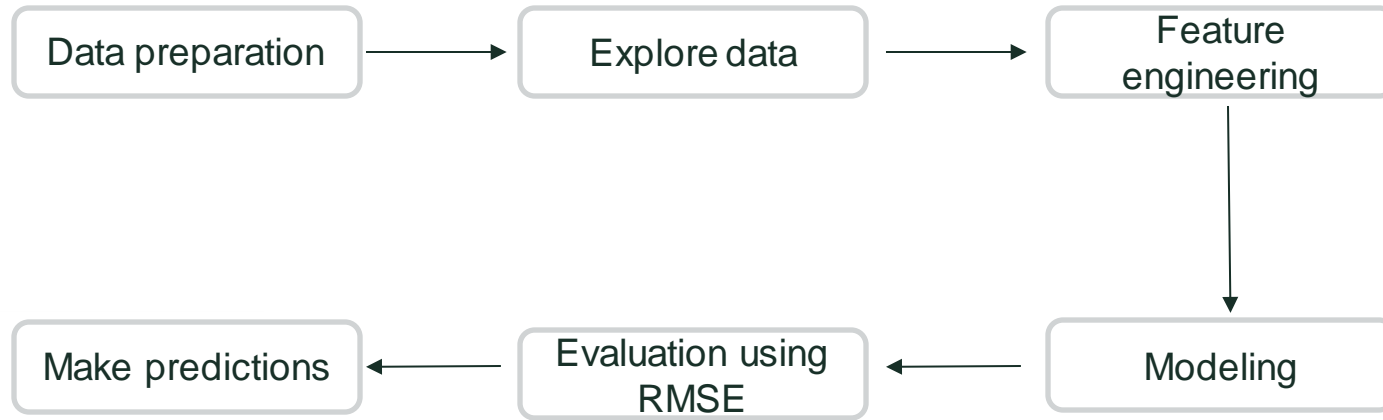 Data preparation
Explore data
Feature
engineering
Make predictions
Evaluation using
RMSE
Modeling